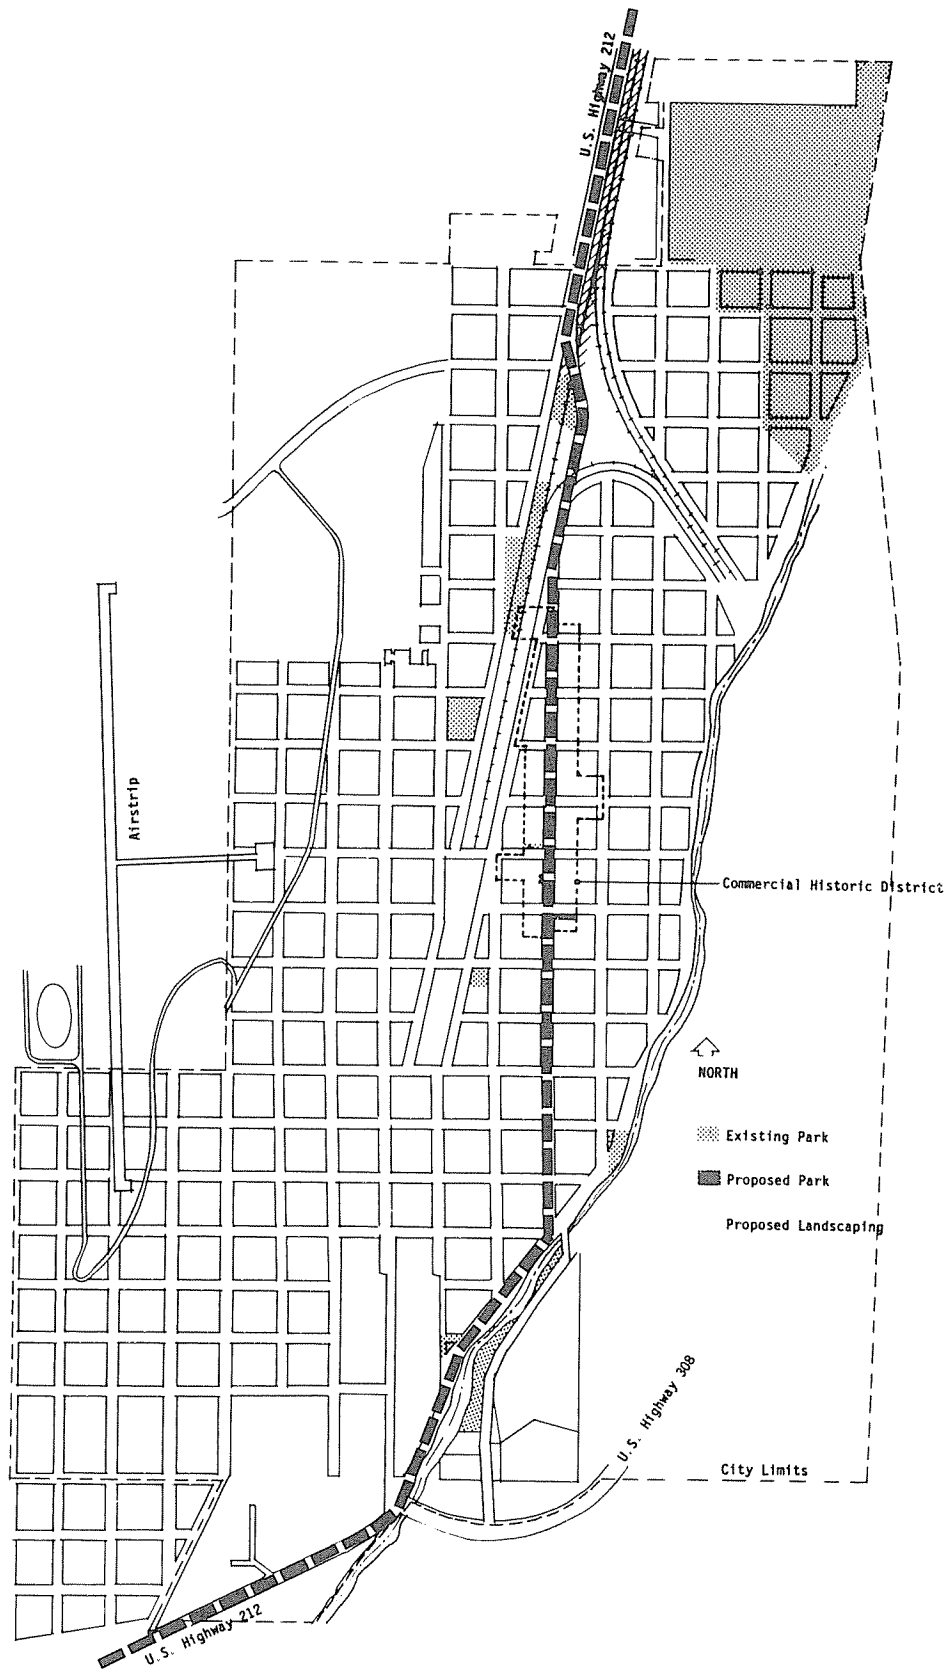 U.S. Highway 212
Airstrip
Commercial Historic District
NORTH
Existing Park
Proposed Park
Proposed Landscaping
U.S. Highway 308
City Limits
U.S. Highway 212